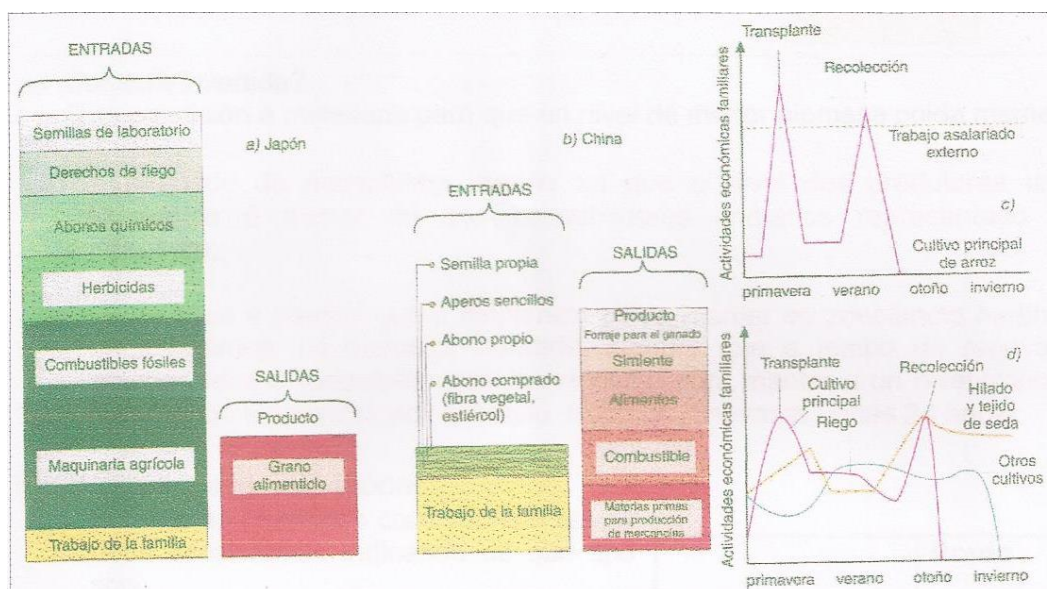 ENTRADAS
Semillas de laboratorio
Derechos de riego
Abonos químicos
Herbicidas
Combustibles fósiles
Maquinaria agrícola
Trabajo de la familia
a) Japón
SALIDAS
Producto
Grano
alimenticio
b) China
ENTRADAS
Semilla propia
Aperos sencillos
Abono propio
Abono comprado
(fibra vegetal,
estiércol)
Trabajo de la familia
SALIDAS
Producto
Forraje para el ganado
Simiente
Alimentos
Combustible
Materias primas
para producción
de mercancías
Actividades económicas familiares
Transplante
Recolección
Trabajo asalariado
externo
c)
Cultivo principal
de arroz
primavera verano otoño invierno
Actividades económicas familiares
d)
Transplante
Cultivo
principal
Riego
Recolección
Hilado
y tejido
de seda
Otros
cultivos
primavera verano otoño invierno